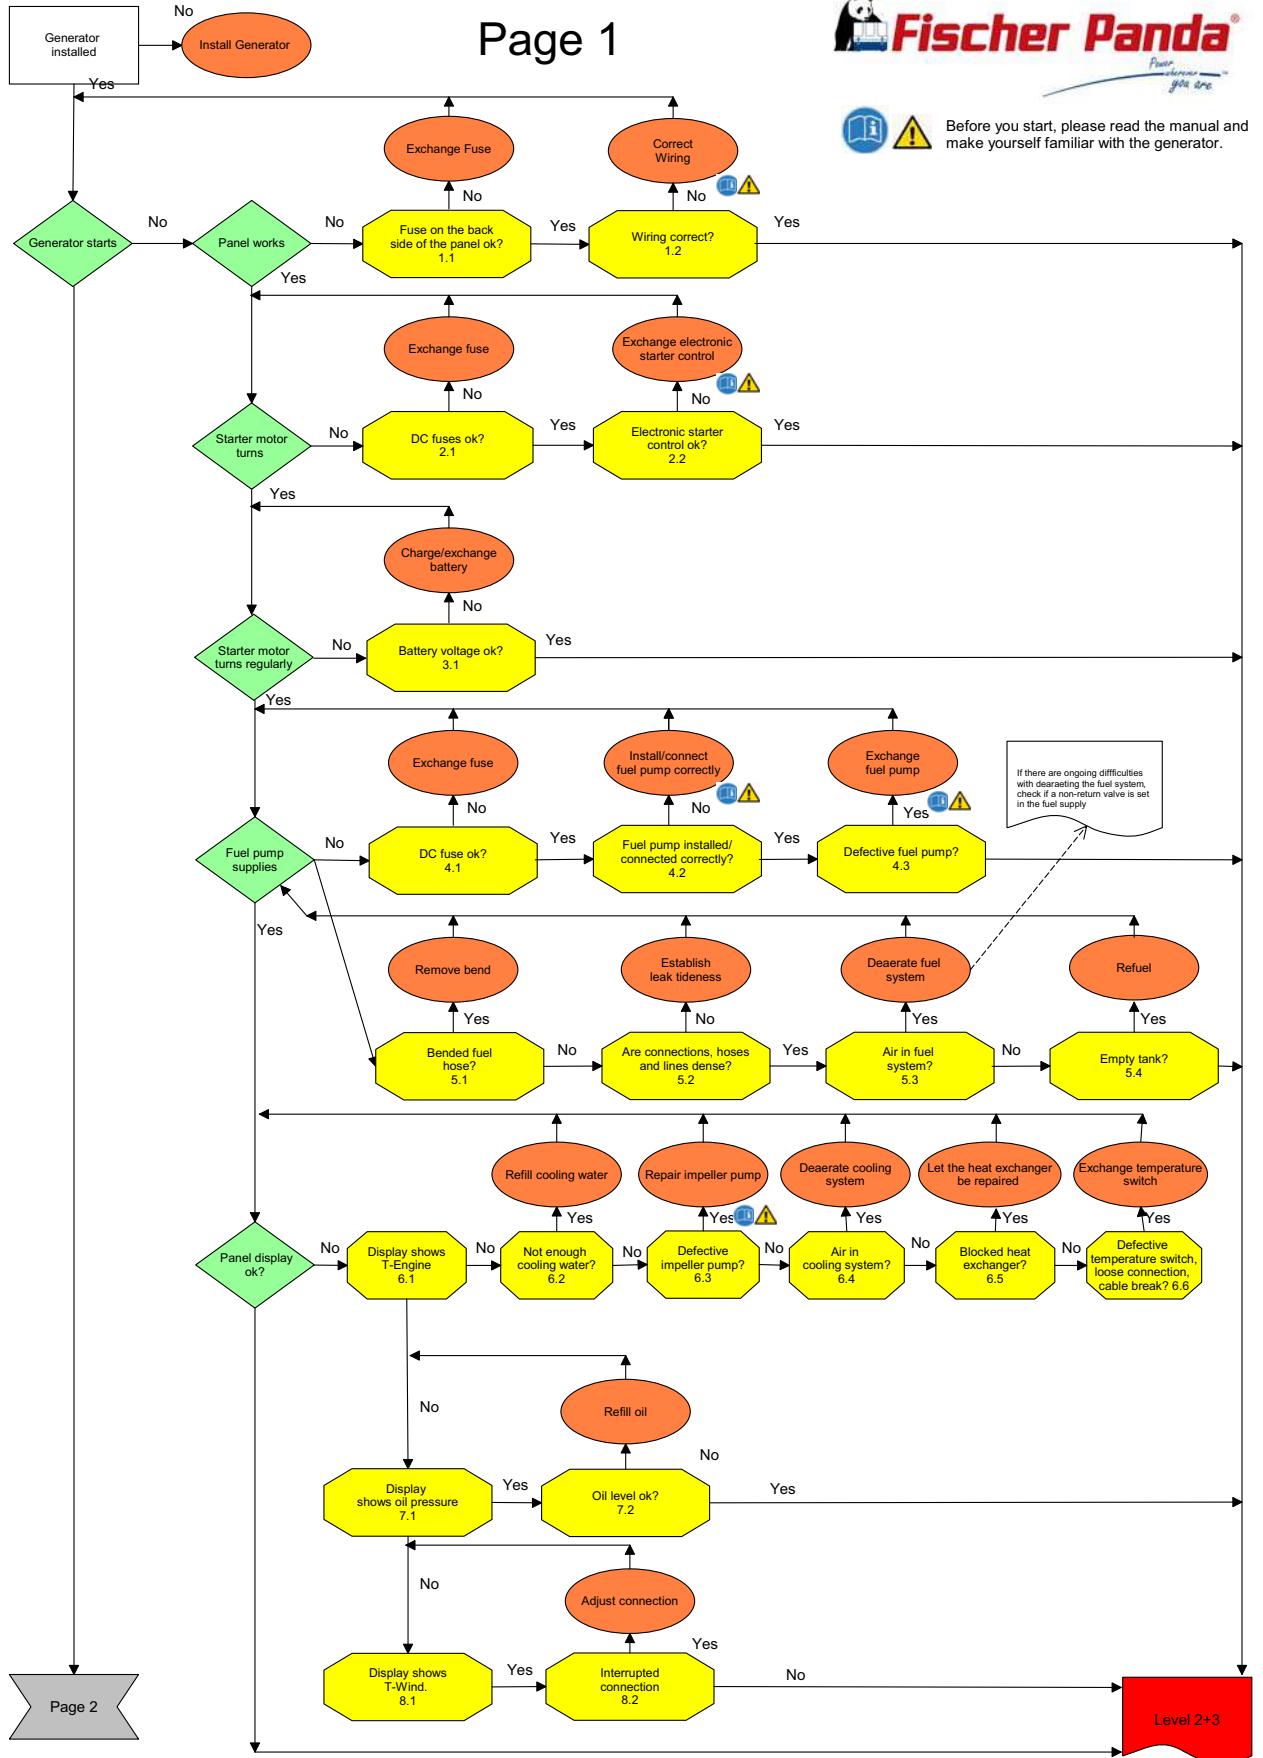 Page 1
Fischer Panda®
Power
wherever
you are
Before you start, please read the manual and
make yourself familiar with the generator.
Generator
installed
No
Install Generator
Yes
Exchange Fuse
Correct
Wiring
No
No
Generator starts
No
Panel works
No
Fuse on the back
side of the panel ok?
1.1
Yes
Wiring correct?
1.2
Yes
Yes
Exchange fuse
Exchange electronic
starter control
No
No
Starter motor
turns
No
DC fuses ok?
2.1
Yes
Electronic starter
control ok?
2.2
Yes
Yes
Charge/exchange
battery
No
Starter motor
turns regularly
No
Battery voltage ok?
3.1
Yes
Yes
Exchange fuse
Install/connect
fuel pump correctly
Exchange
fuel pump
If there are ongoing diffficulties
with dearaeting the fuel system,
check if a non-return valve is set
in the fuel supply
No
No
Yes
Fuel pump
supplies
No
DC fuse ok?
4.1
Yes
Fuel pump installed/
connected correctly?
4.2
Yes
Defective fuel pump?
4.3
Yes
Yes
Remove bend
Establish
leak tideness
Deaerate fuel
system
Refuel
Yes
No
Yes
Yes
Bended fuel
hose?
5.1
No
Are connections, hoses
and lines dense?
5.2
Yes
Air in fuel
system?
5.3
No
Empty tank?
5.4
Refill cooling water
Repair impeller pump
Deaerate cooling
system
Let the heat exchanger
be repaired
Exchange temperature
switch
Yes
Yes
Yes
Yes
Yes
Panel display
ok?
No
Display shows
T-Engine
6.1
No
Not enough
cooling water?
6.2
No
Defective
impeller pump?
6.3
No
Air in
cooling system?
6.4
No
Blocked heat
exchanger?
6.5
No
Defective
temperature switch,
loose connection,
cable break? 6.6
No
Refill oil
No
Display
shows oil pressure
7.1
Yes
Oil level ok?
7.2
Yes
No
Adjust connection
Yes
Display shows
T-Wind.
8.1
Yes
Interrupted
connection
8.2
No
Page 2
Level 2+3